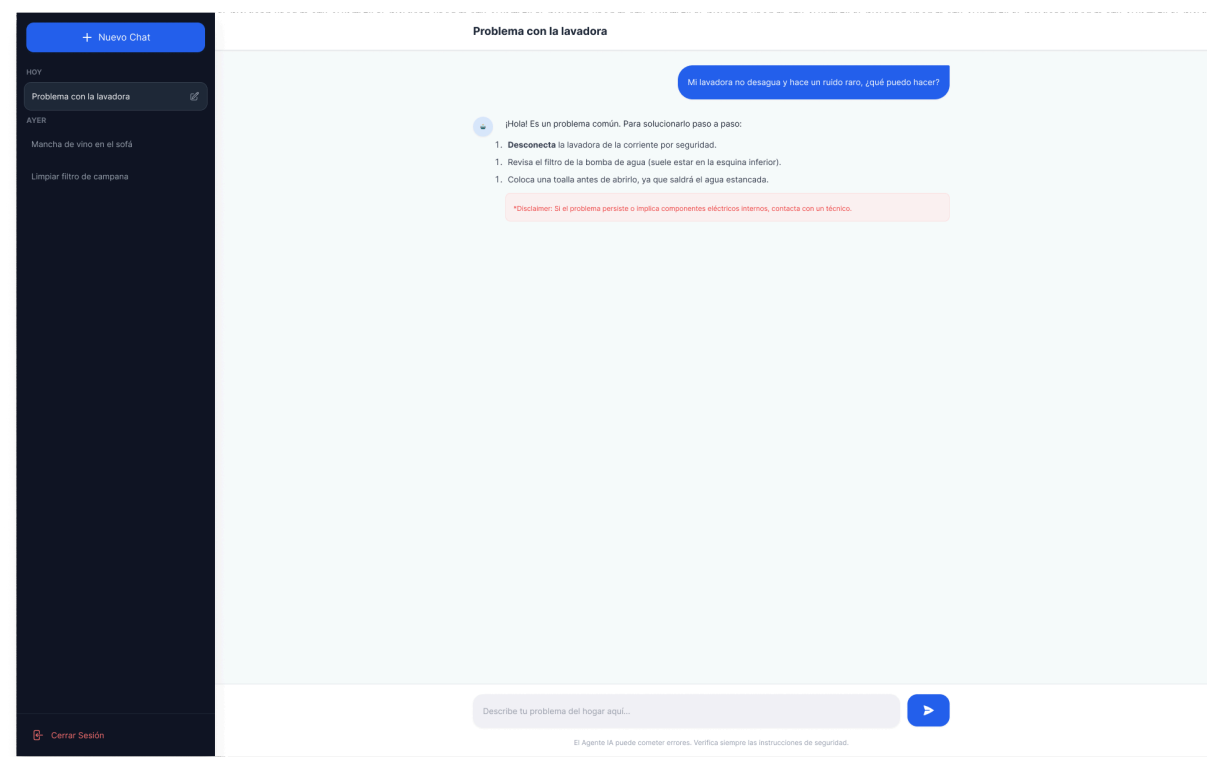 Nuevo Chat
HOY
Problema con la lavadora
AYER
Mancha de vino en el sofá
Limpiar filtro de campana
Cerrar Sesión
Problema con la lavadora
Mi lavadora no desagua y hace un ruido raro, ¿qué puedo hacer?
¡Hola! Es un problema común. Para solucionarlo paso a paso:
1. Desconecta la lavadora de la corriente por seguridad.
1. Revisa el filtro de la bomba de agua (suele estar en la esquina inferior).
1. Coloca una toalla antes de abrirlo, ya que saldrá el agua estancada.
*Disclaimer: Si el problema persiste o implica componentes eléctricos internos, contacta con un técnico.
Describe tu problema del hogar aquí...
El Agente IA puede cometer errores. Verifica siempre las instrucciones de seguridad.